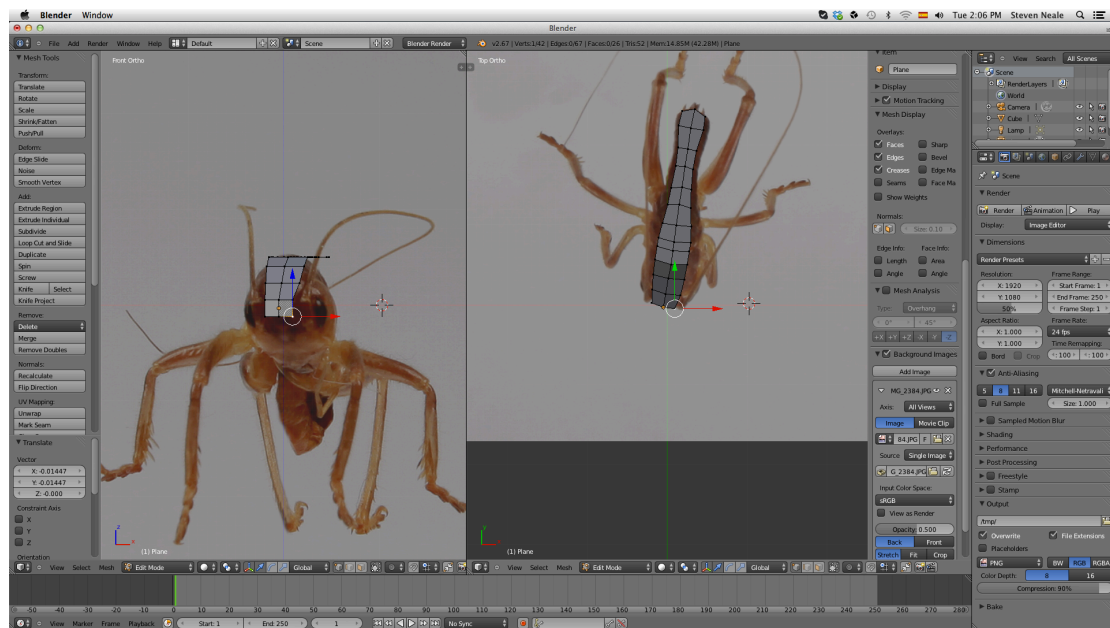 Blender Window
Tue 2:06 PM Steven Neale
Blender
File Add Render Window Help Default Scene Blender Render v2.67 | Verts:1/42 | Edges:0/67 | Faces:0/26 | Tris:52 | Mem:14.85M (42.28M) | Plane
Mesh Tools
Transform:
Translate
Rotate
Scale
Shrink/Fatten
Push/Pull
Deform:
Edge Slide
Noise
Smooth Vertex
Add:
Extrude Region
Extrude Individual
Subdivide
Loop Cut and Slide
Duplicate
Spin
Screw
Knife Select
Knife Project
Remove:
Delete
Merge
Remove Doubles
Normals:
Recalculate
Flip Direction
UV Mapping:
Unwrap
Mark Seam
Translate
Vector
X: -0.01447
Y: -0.01447
Z: -0.000
Constraint Axis
X
Y
Z
Orientation
Front Ortho
z
x
(1) Plane
Top Ortho
(1) Plane
Item
Plane
Display
Motion Tracking
Mesh Display
Overlays:
Faces Sharp
Edges Bevel
Creases Edge Ma
Seams Face Ma
Show Weights
Normals:
Size: 0.10
Edge Info: Face Info:
Length Area
Angle Angle
Mesh Analysis
Type: Overhang
0° 45°
+X +Y +Z -X -Y -Z
Background Images
Add Image
MG_2384.JPG
Axis: All Views
Image Movie Clip
84.JPG F
Source Single Image
G_2384.JPG
Input Color Space:
sRGB
View as Render
Opacity 0.500
Back Front
Stretch Fit Crop
View Search All Scenes
Scene
RenderLayers
World
Camera
Cube
Lamp
Scene
Render
Render Animation Play
Display: Image Editor
Dimensions
Render Presets
Resolution: Frame Range:
X: 1920 Start Frame: 1
Y: 1080 End Frame: 250
50% Frame Step: 1
Aspect Ratio: Frame Rate:
X: 1.000 24 fps
Y: 1.000 Time Remapping:
Bord Crop : 100 : 100
Anti-Aliasing
5 8 11 16 Mitchell-Netravali
Full Sample Size: 1.000
Sampled Motion Blur
Shading
Performance
Post Processing
Freestyle
Stamp
Output
/tmp/
Overwrite File Extensions
Placeholders
PNG BW RGB RGBA
Color Depth: 8 16
Compression: 90%
Bake
View Select Mesh Edit Mode Global
View Select Mesh Edit Mode Global
-50 -40 -30 -20 -10 0 10 20 30 40 50 60 70 80 90 100 110 120 130 140 150 160 170 180 190 200 210 220 230 240 250 260 270 280
View Marker Frame Playback Start: 1 End: 250 1 No Sync